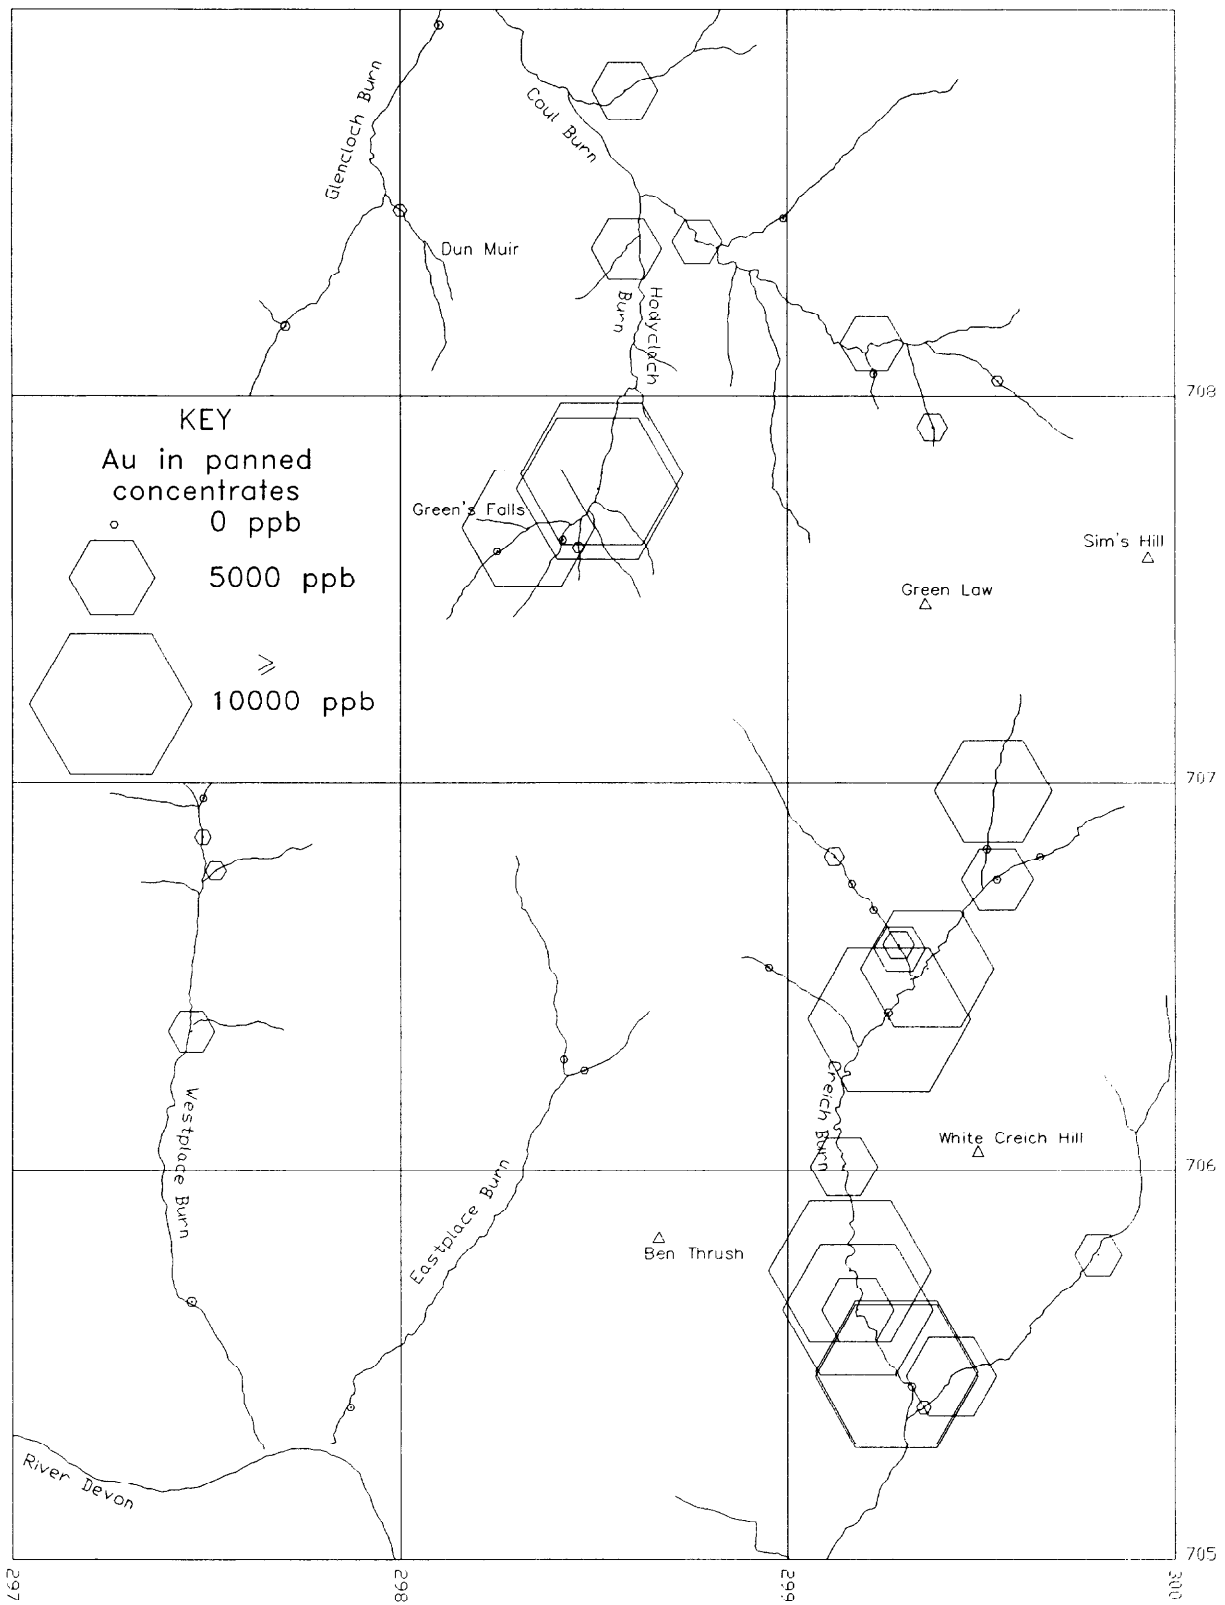 Glencloch Burn
Caul Burn
Dun Muir
Hodyclach
Burn
708
KEY
Au in panned
concentrates
0 ppb
5000 ppb
⩾
10000 ppb
Green's Falls
Sim's Hill
Green Law
707
Creich Burn
White Creich Hill
Westplace Burn
706
Eastplace Burn
Ben Thrush
River Devon
705
297
298
299
300